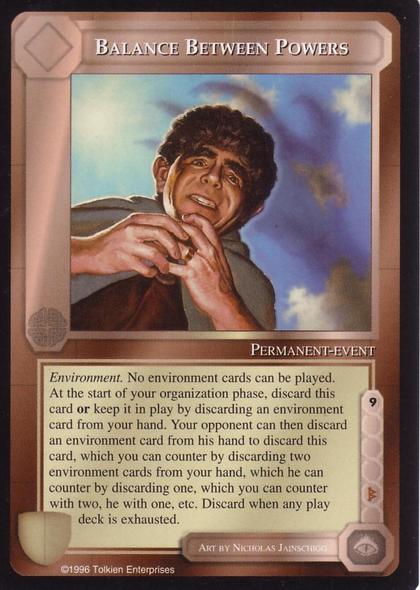 BALANCE BETWEEN POWERS
PERMANENT-EVENT
Environment. No environment cards can be played.
At the start of your organization phase, discard this
card or keep it in play by discarding an environment
card from your hand. Your opponent can then discard
an environment card from his hand to discard this
card, which you can counter by discarding two
environment cards from your hand, which he can
counter by discarding one, which you can counter
with two, he with one, etc. Discard when any play
deck is exhausted.
9
ART BY NICHOLAS JAINSCHIGG
©1996 Tolkien Enterprises